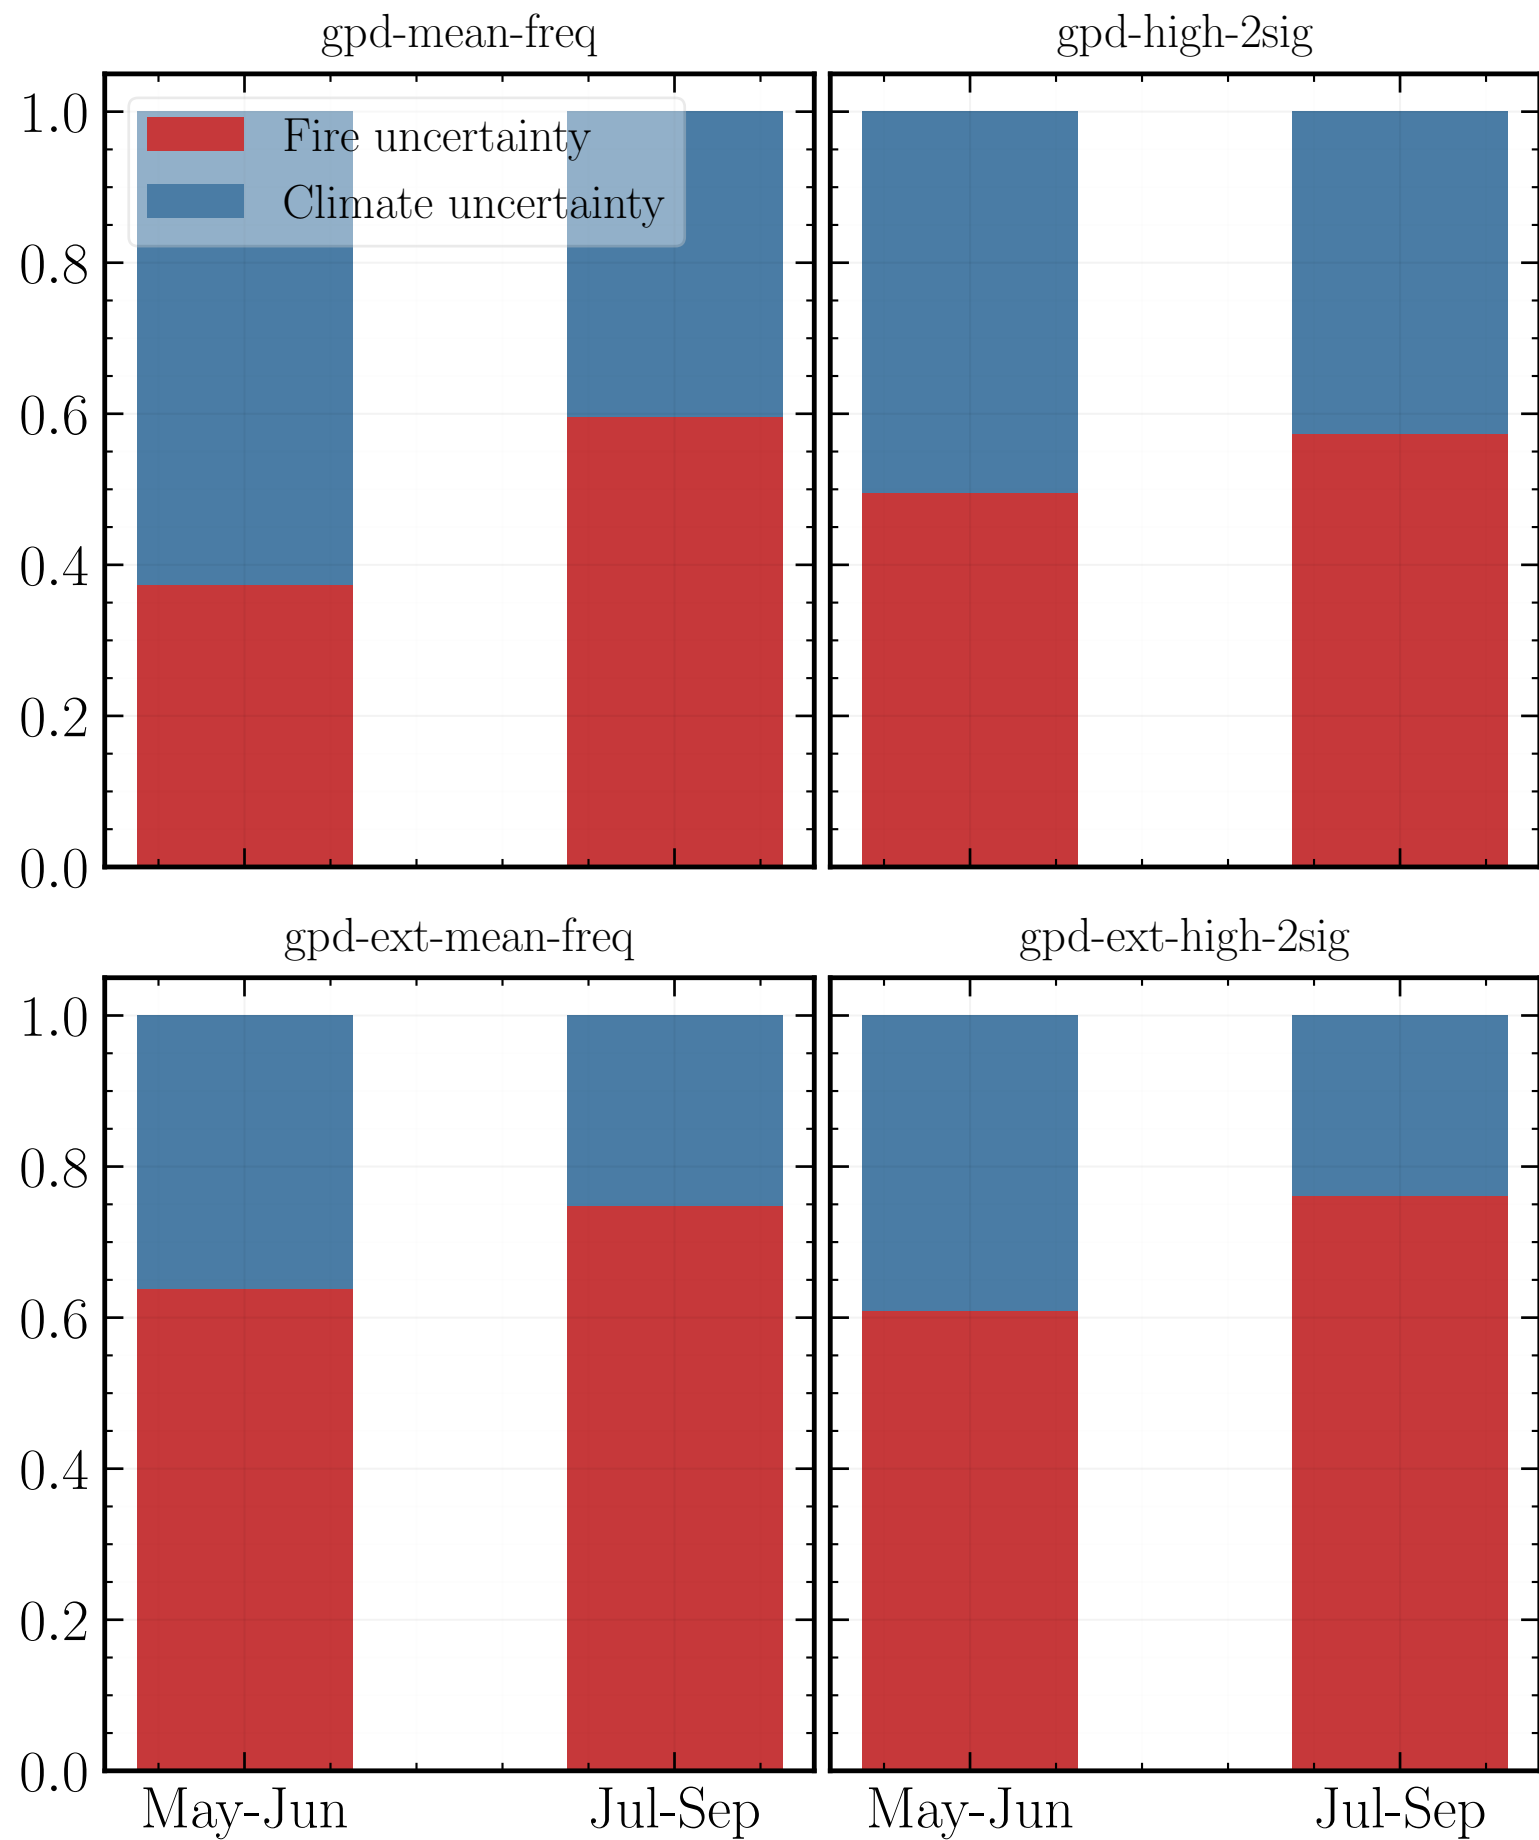 gpd-mean-freq
gpd-high-2sig
1.0
0.8
0.6
0.4
0.2
0.0
Fire uncertainty
Climate uncertainty
gpd-ext-mean-freq
gpd-ext-high-2sig
1.0
0.8
0.6
0.4
0.2
0.0
May-Jun
Jul-Sep
May-Jun
Jul-Sep